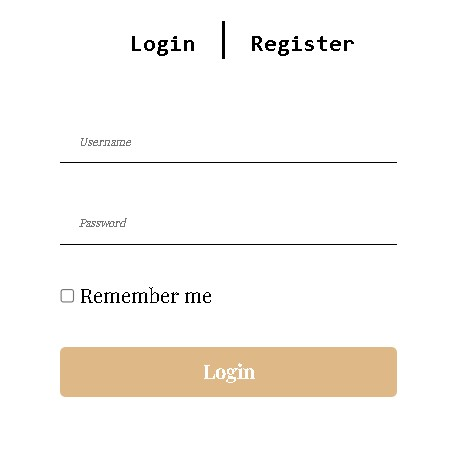 Login | Register
Username
Password
Remember me
Login